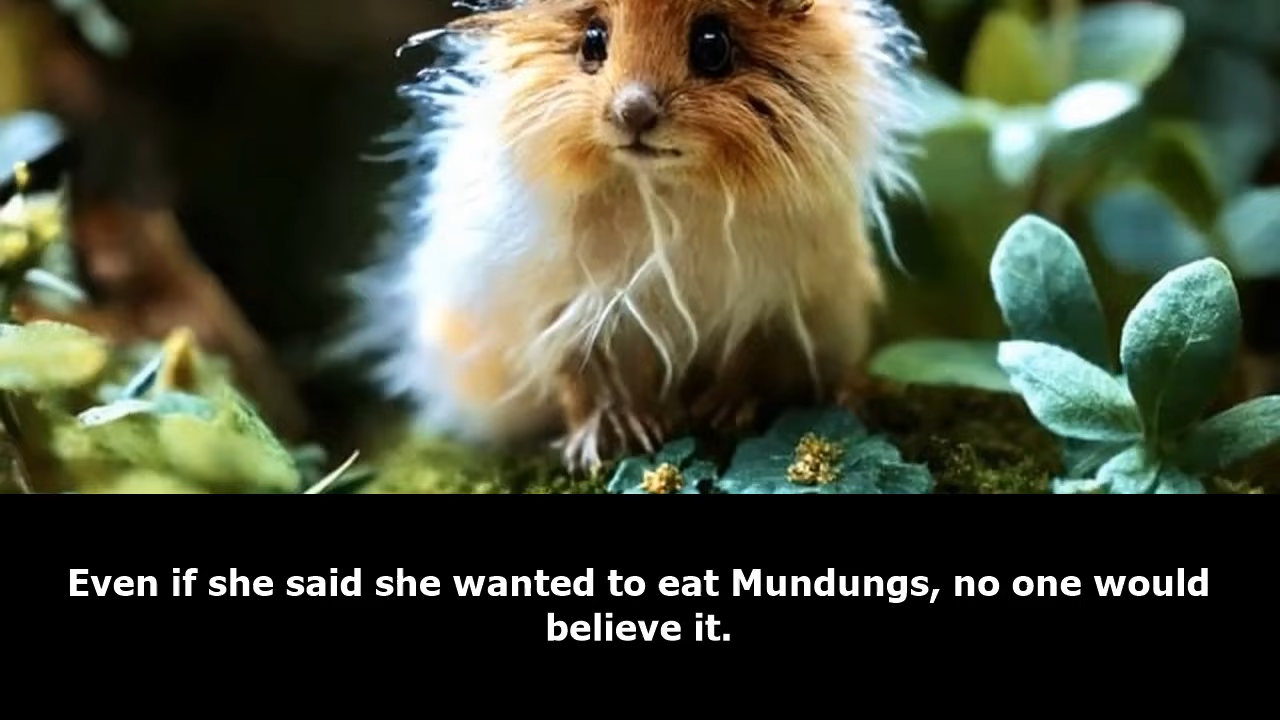 Even if she said she wanted to eat Mundungs, no one would
believe it.